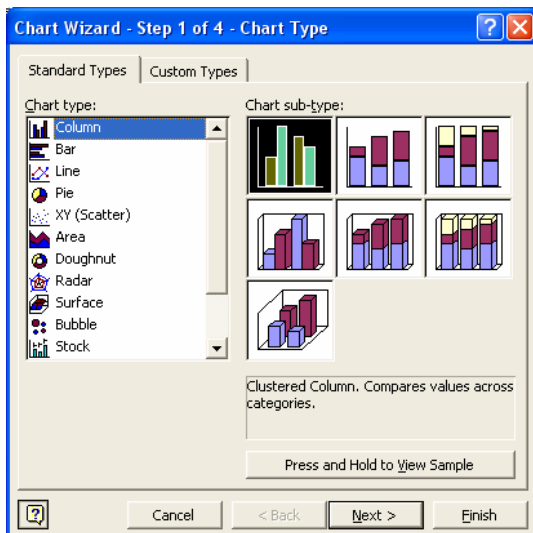 Chart Wizard - Step 1 of 4 - Chart Type
Standard Types
Custom Types
Chart type:
Column
Bar
Line
Pie
XY (Scatter)
Area
Doughnut
Radar
Surface
Bubble
Stock
Chart sub-type:
Clustered Column. Compares values across
categories.
Press and Hold to View Sample
Cancel
< Back
Next >
Finish